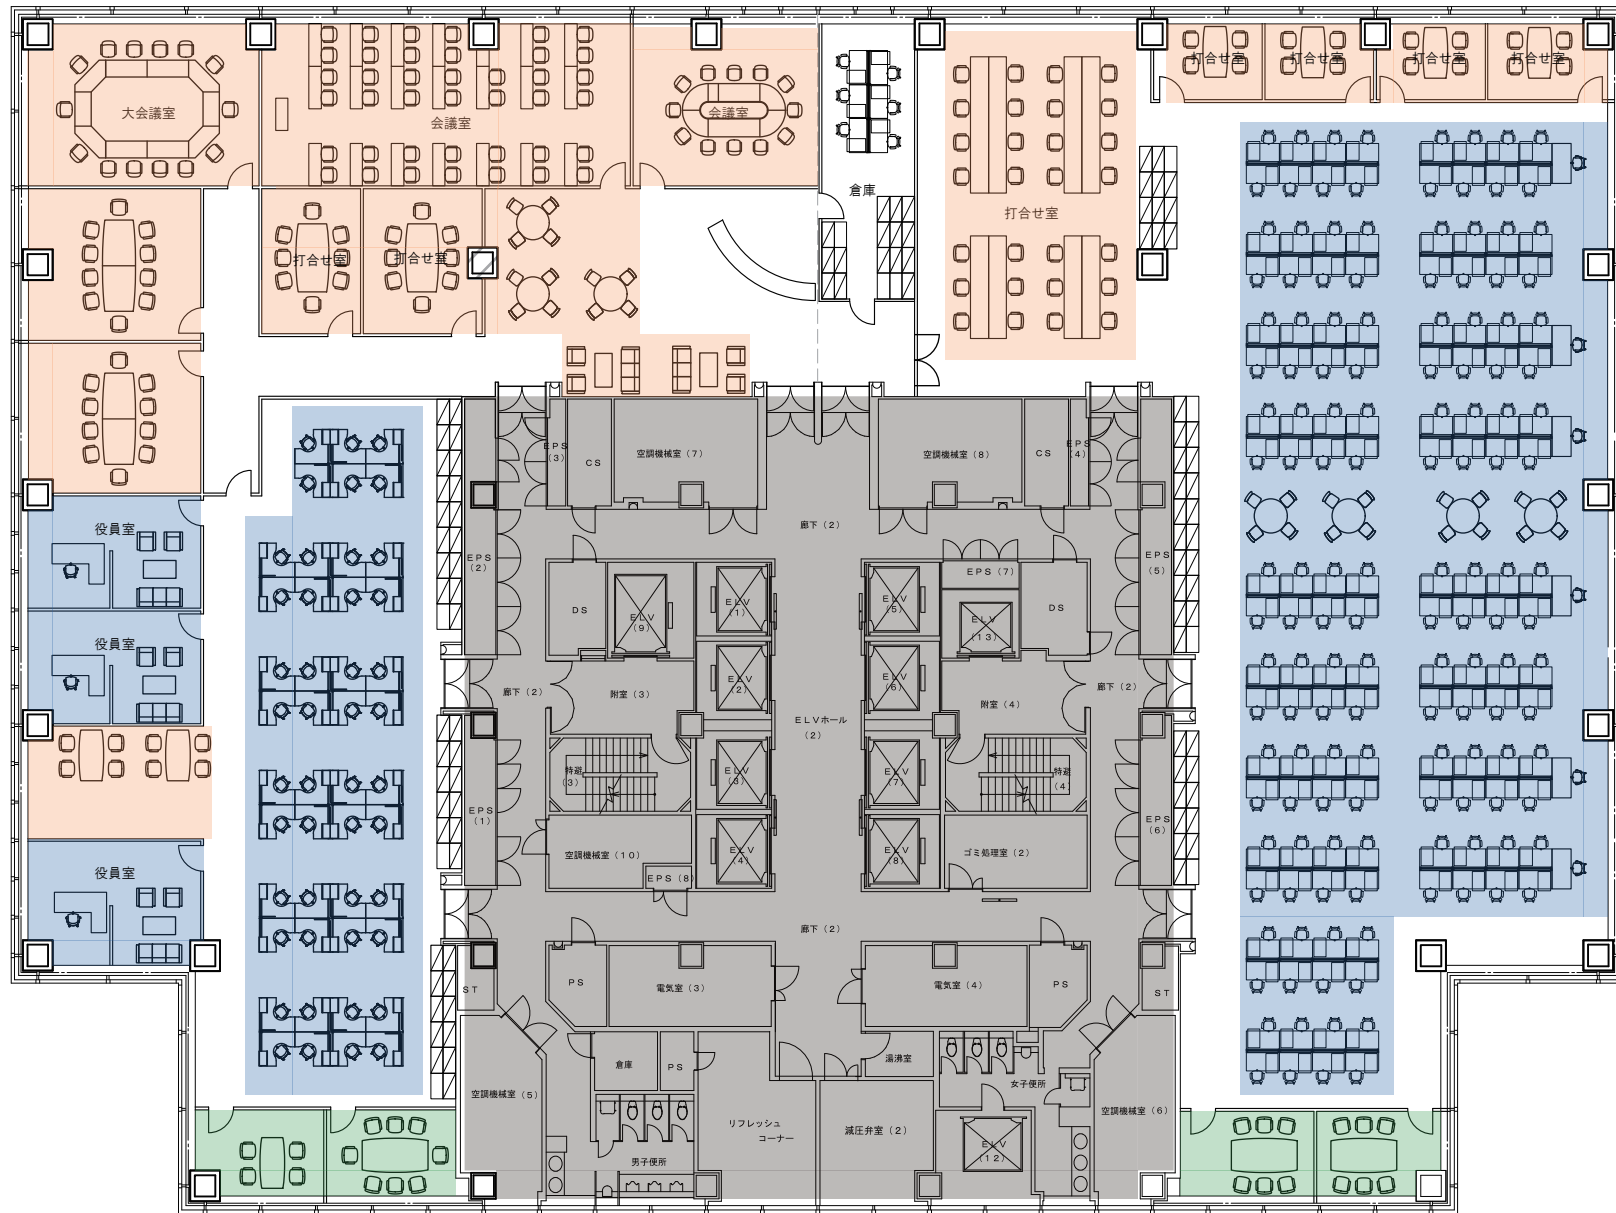 打合せ室
打合せ室
打合せ室
打合せ室
大会議室
会議室
会議室
倉庫
打合せ室
打合せ室
打合せ室
EPS
(3)
CS
空調機械室(7)
空調機械室(8)
CS
EPS
(4)
役員室
廊下(2)
EPS
(2)
EPS
(5)
DS
ELV
(9)
ELV
(1)
ELV
(5)
EPS(7)
ELV
(13)
DS
役員室
廊下(2)
附室(3)
ELV
(2)
ELV
(6)
附室(4)
廊下(2)
ELVホール
(2)
特避
(3)
ELV
(3)
ELV
(7)
特避
(4)
EPS
(1)
EPS
(6)
空調機械室(10)
EPS(8)
ELV
(4)
ELV
(8)
ゴミ処理室(2)
役員室
廊下(2)
ST
PS
電気室(3)
電気室(4)
PS
ST
倉庫
PS
湯沸室
女子便所
空調機械室(5)
空調機械室(6)
リフレッシュ
コーナー
減圧弁室(2)
ELV
(12)
男子便所